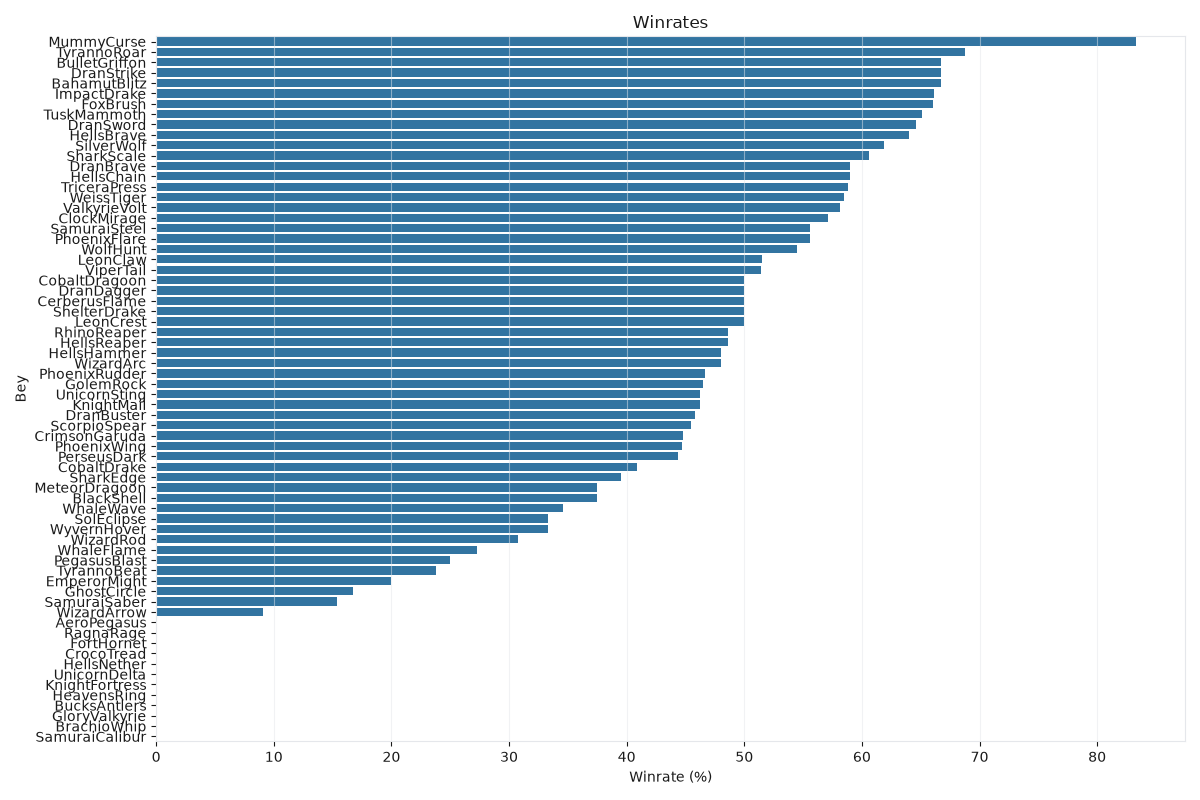 Winrates
MummyCurse
TyrannoRoar
BulletGriffon
DranStrike
BahamutBlitz
ImpactDrake
FoxBrush
TuskMammoth
DranSword
HellsBrave
SilverWolf
SharkScale
DranBrave
HellsChain
TriceraPress
WeissTiger
ValkyrieVolt
ClockMirage
SamuraiSteel
PhoenixFlare
WolfHunt
LeonClaw
ViperTail
CobaltDragoon
DranDagger
CerberusFlame
ShelterDrake
LeonCrest
RhinoReaper
HellsReaper
HellsHammer
WizardArc
PhoenixRudder
GolemRock
UnicornSting
KnightMail
DranBuster
ScorpioSpear
CrimsonGaruda
PhoenixWing
PerseusDark
CobaltDrake
SharkEdge
MeteorDragoon
BlackShell
WhaleWave
SolEclipse
WyvernHover
WizardRod
WhaleFlame
PegasusBlast
TyrannoBeat
EmperorMight
GhostCircle
SamuraiSaber
WizardArrow
AeroPegasus
RagnaRage
FortHornet
CrocoTread
HellsNether
UnicornDelta
KnightFortress
HeavensRing
BucksAntlers
GloryValkyrie
BrachioWhip
SamuraiCalibur
Bey
0 10 20 30 40 50 60 70 80
Winrate (%)